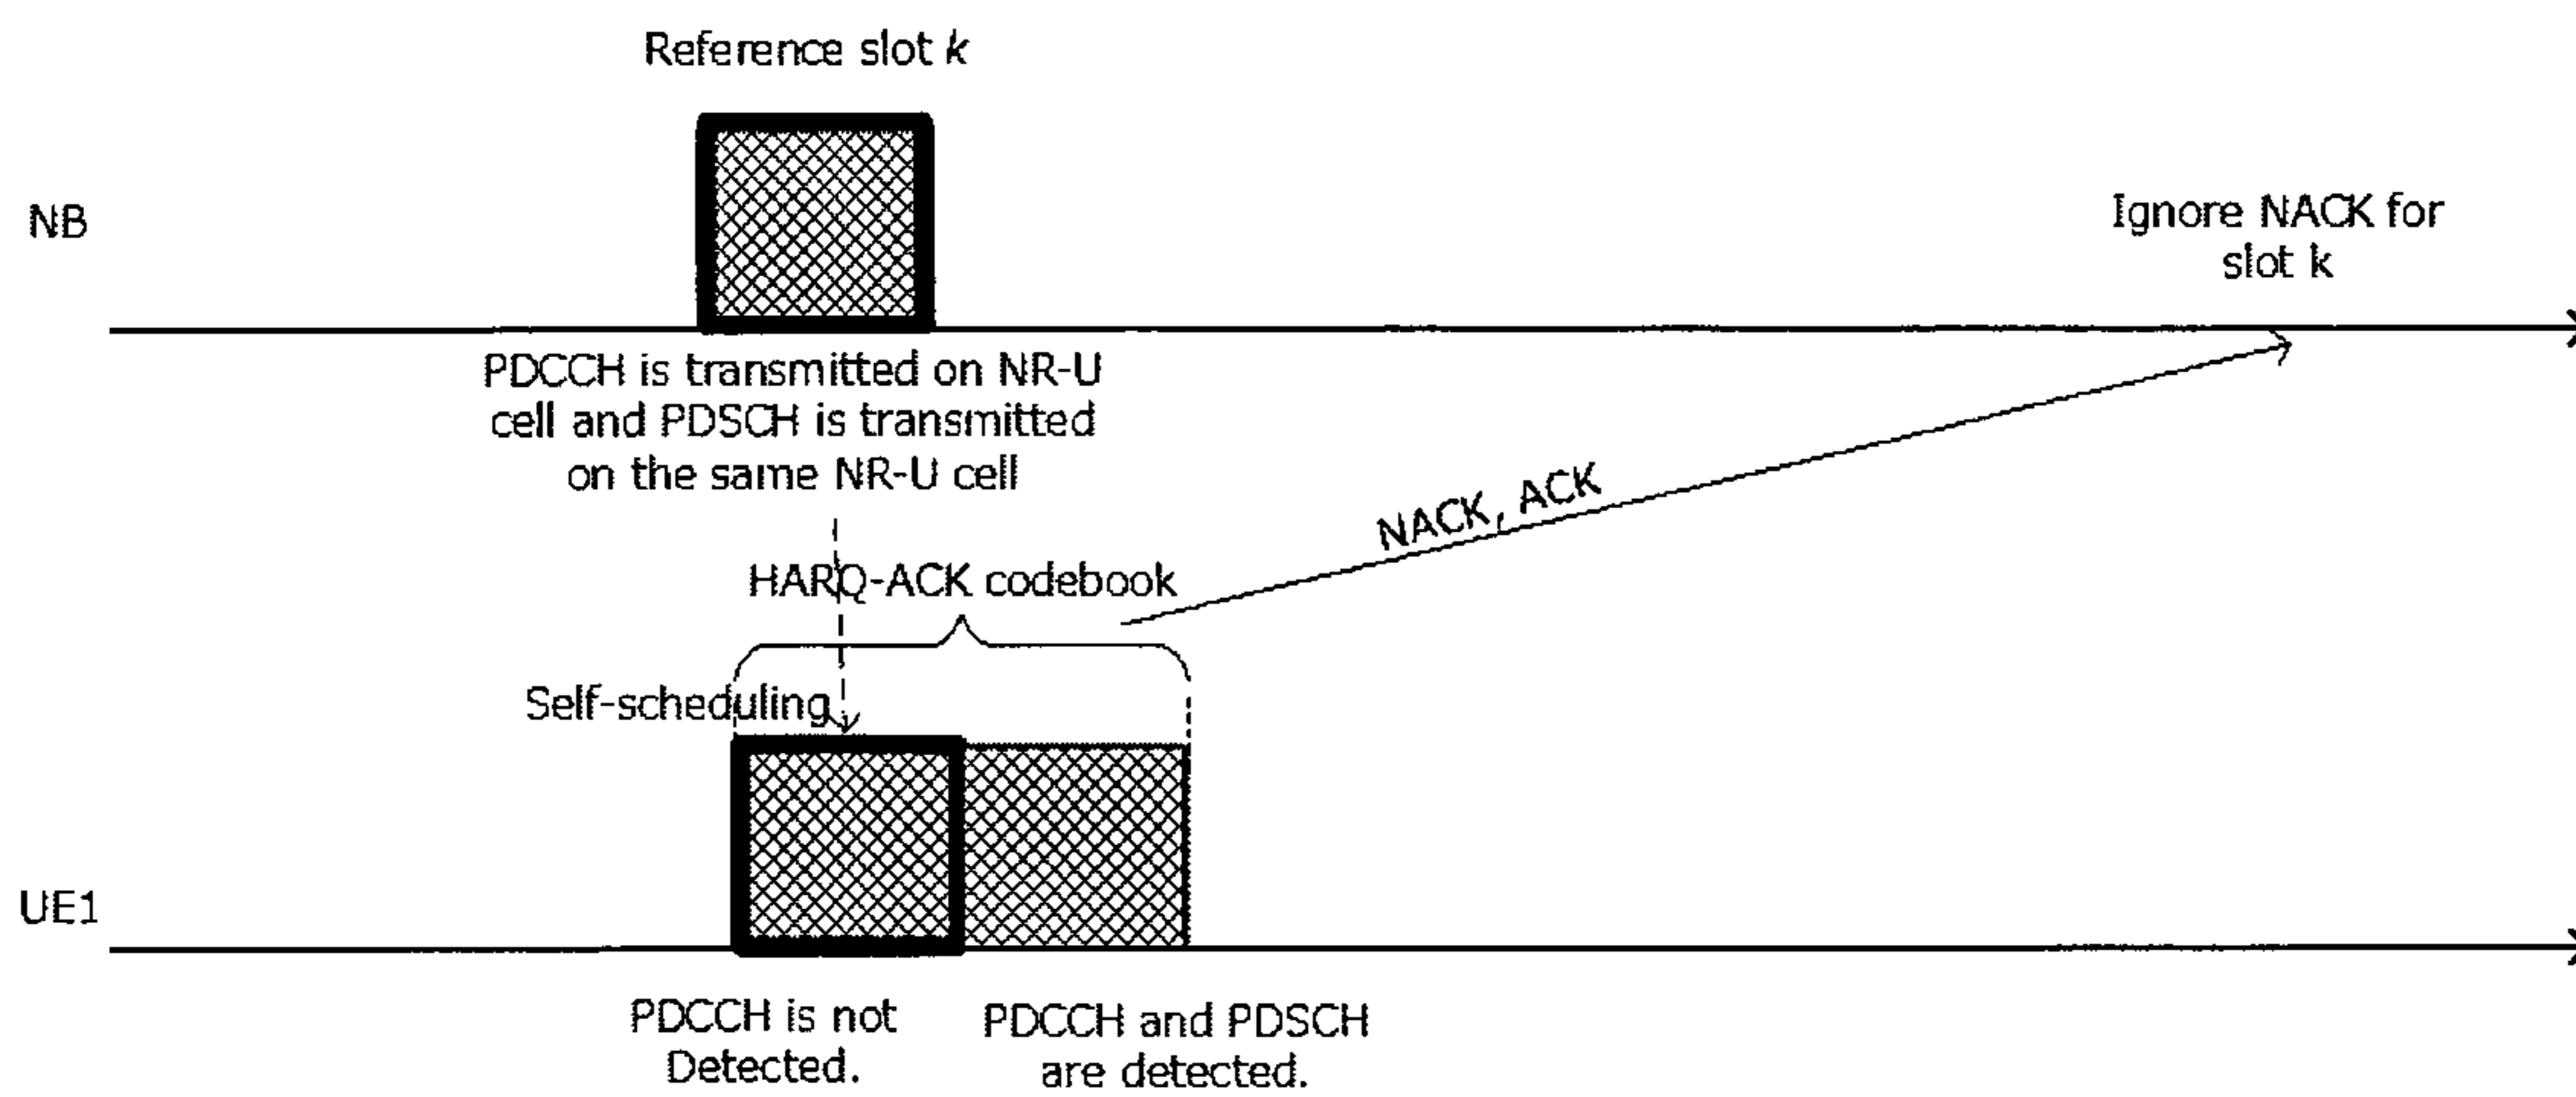 Reference slot k
NB
Ignore NACK for
slot k
PDCCH is transmitted on NR-U
cell and PDSCH is transmitted
on the same NR-U cell
NACK, ACK
HARQ-ACK codebook
Self-scheduling
UE1
PDCCH is not
Detected.
PDCCH and PDSCH
are detected.